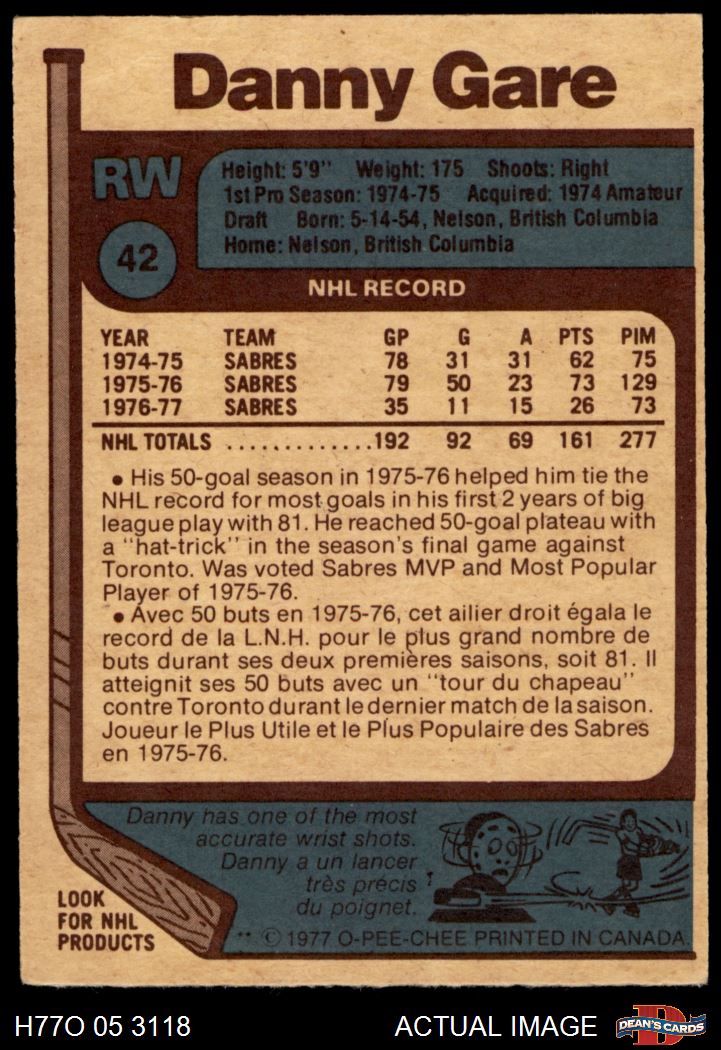 Danny Gare
RW
42
Height: 5'9" Weight: 175 Shoots: Right
1st Pro Season: 1974-75 Acquired: 1974 Amateur
Draft Born: 5-14-54, Nelson, British Columbia
Home: Nelson, British Columbia
NHL RECORD
YEAR TEAM GP G A PTS PIM
1974-75 SABRES 78 31 31 62 75
1975-76 SABRES 79 50 23 73 129
1976-77 SABRES 35 11 15 26 73
NHL TOTALS ..............192 92 69 161 277
● His 50-goal season in 1975-76 helped him tie the
NHL record for most goals in his first 2 years of big
league play with 81. He reached 50-goal plateau with
a "hat-trick" in the season's final game against
Toronto. Was voted Sabres MVP and Most Popular
Player of 1975-76.
● Avec 50 buts en 1975-76, cet ailier droit égala le
record de la L.N.H. pour le plus grand nombre de
buts durant ses deux premières saisons, soit 81. Il
atteignit ses 50 buts avec un "tour du chapeau"
contre Toronto durant le dernier match de la saison.
Joueur le Plus Utile et le Plus Populaire des Sabres
en 1975-76.
Danny has one of the most
accurate wrist shots.
Danny a un lancer
très précis
du poignet.
LOOK
FOR NHL
PRODUCTS
** © 1977 O-PEE-CHEE PRINTED IN CANADA.
H77O 05 3118
ACTUAL IMAGE
D
DEAN'S CARDS